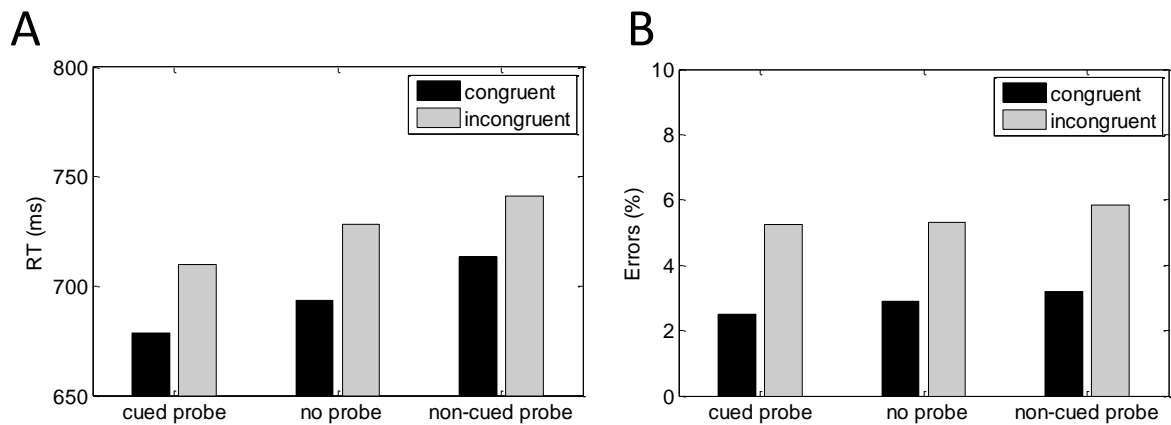 A
RT (ms)
800
750
700
650
congruent
incongruent
cued probe
no probe
non-cued probe
B
Errors (%)
10
8
6
4
2
0
congruent
incongruent
cued probe
no probe
non-cued probe